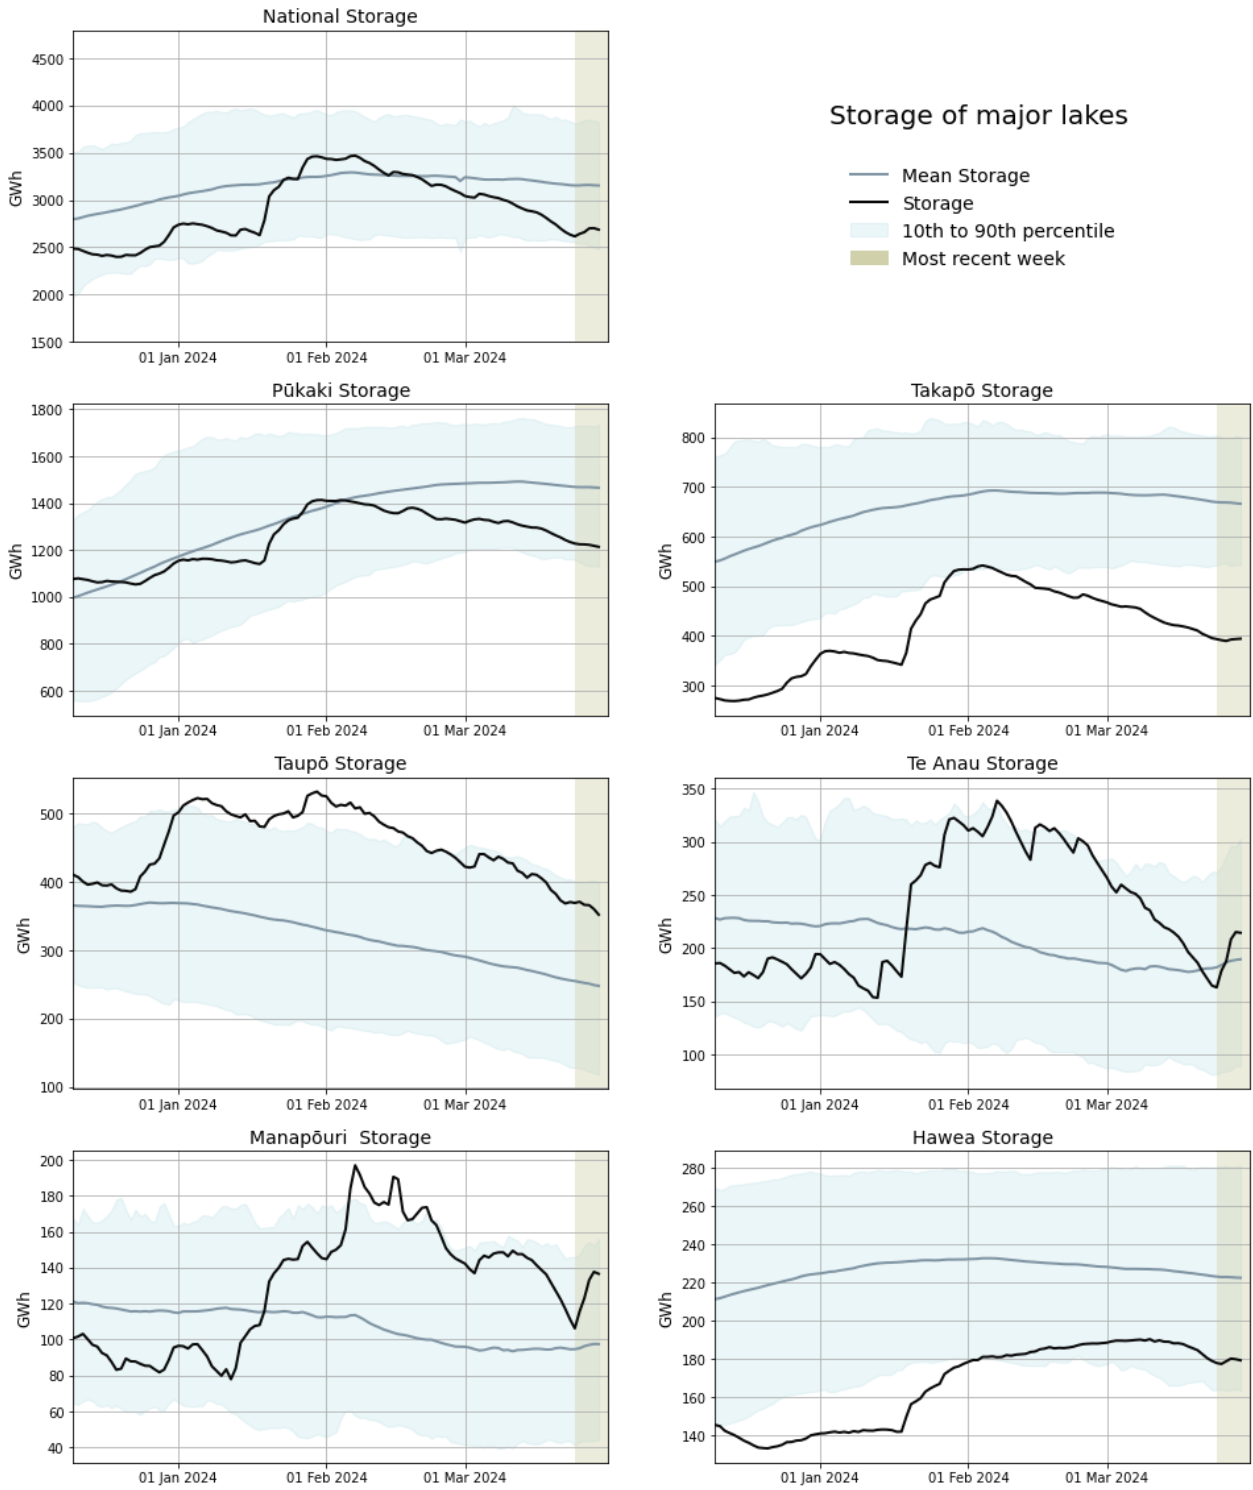 National Storage
GWh
4500
4000
3500
3000
2500
2000
1500
01 Jan 2024
01 Feb 2024
01 Mar 2024
Storage of major lakes
Mean Storage
Storage
10th to 90th percentile
Most recent week
Pūkaki Storage
GWh
1800
1600
1400
1200
1000
800
600
01 Jan 2024
01 Feb 2024
01 Mar 2024
Takapō Storage
GWh
800
700
600
500
400
300
01 Jan 2024
01 Feb 2024
01 Mar 2024
Taupō Storage
GWh
500
400
300
200
100
01 Jan 2024
01 Feb 2024
01 Mar 2024
Te Anau Storage
GWh
350
300
250
200
150
100
01 Jan 2024
01 Feb 2024
01 Mar 2024
Manapōuri  Storage
GWh
200
180
160
140
120
100
80
60
40
01 Jan 2024
01 Feb 2024
01 Mar 2024
Hawea Storage
GWh
280
260
240
220
200
180
160
140
01 Jan 2024
01 Feb 2024
01 Mar 2024